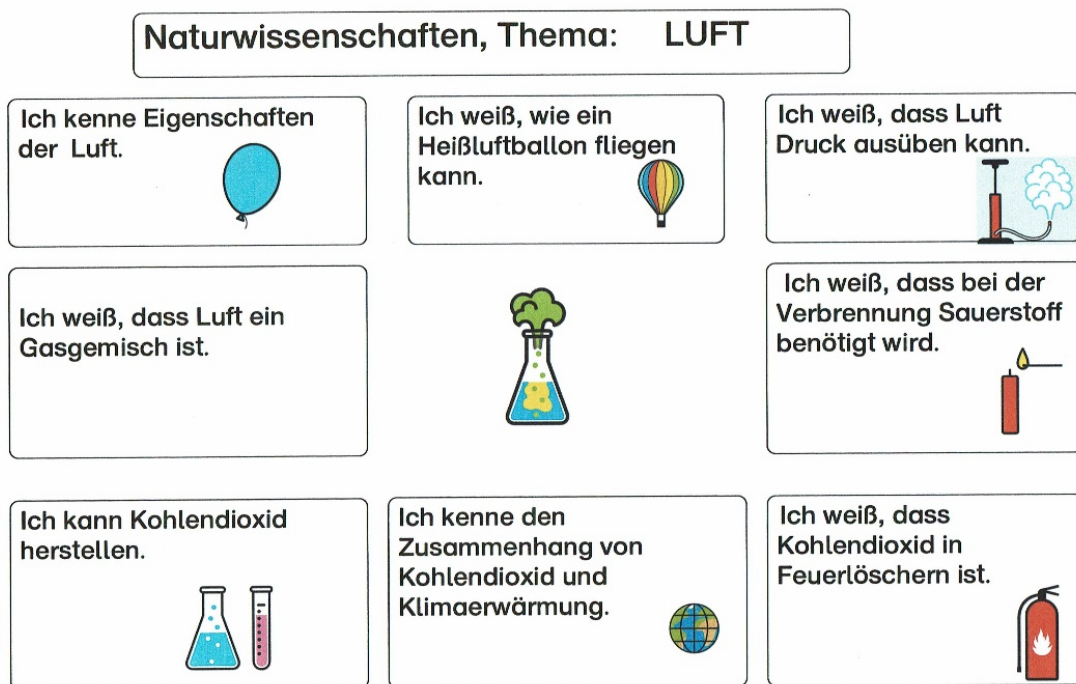 Naturwissenschaften, Thema: LUFT
Ich kenne Eigenschaften
der Luft.
Ich weiß, wie ein
Heißluftballon fliegen
kann.
Ich weiß, dass Luft
Druck ausüben kann.
Ich weiß, dass Luft ein
Gasgemisch ist.
Ich weiß, dass bei der
Verbrennung Sauerstoff
benötigt wird.
Ich kann Kohlendioxid
herstellen.
Ich kenne den
Zusammenhang von
Kohlendioxid und
Klimaerwärmung.
Ich weiß, dass
Kohlendioxid in
Feuerlöschern ist.